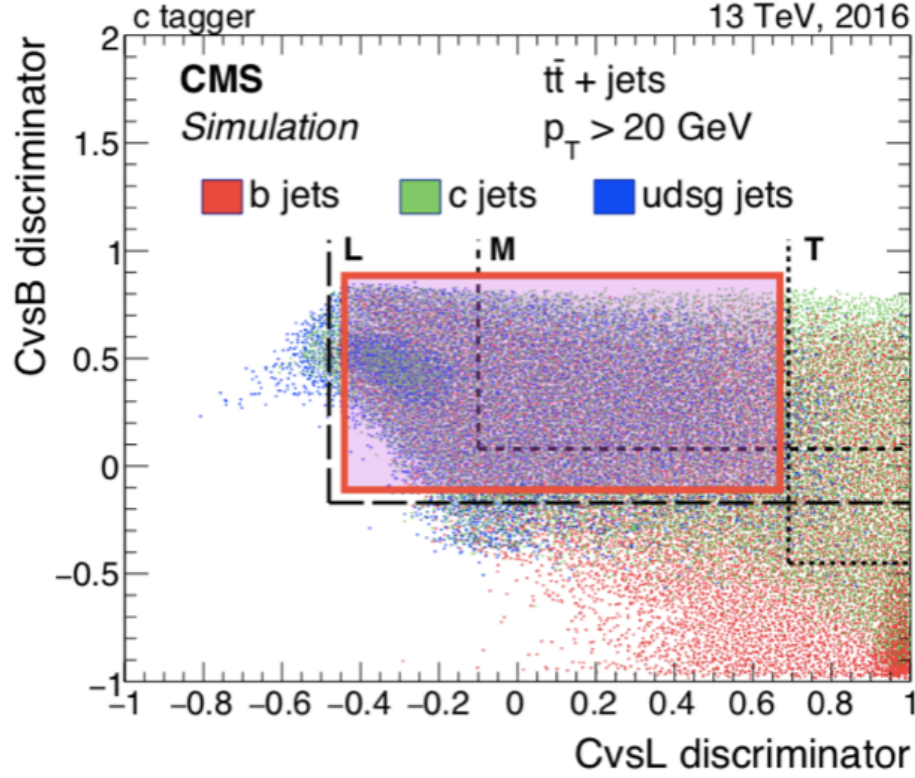 c tagger 13 TeV, 2016
CMS tt̄ + jets
Simulation p_T > 20 GeV
b jets c jets udsg jets
L M T
CvsB discriminator
2
1.5
1
0.5
0
−0.5
−1
−1 −0.8 −0.6 −0.4 −0.2 0 0.2 0.4 0.6 0.8 1
CvsL discriminator